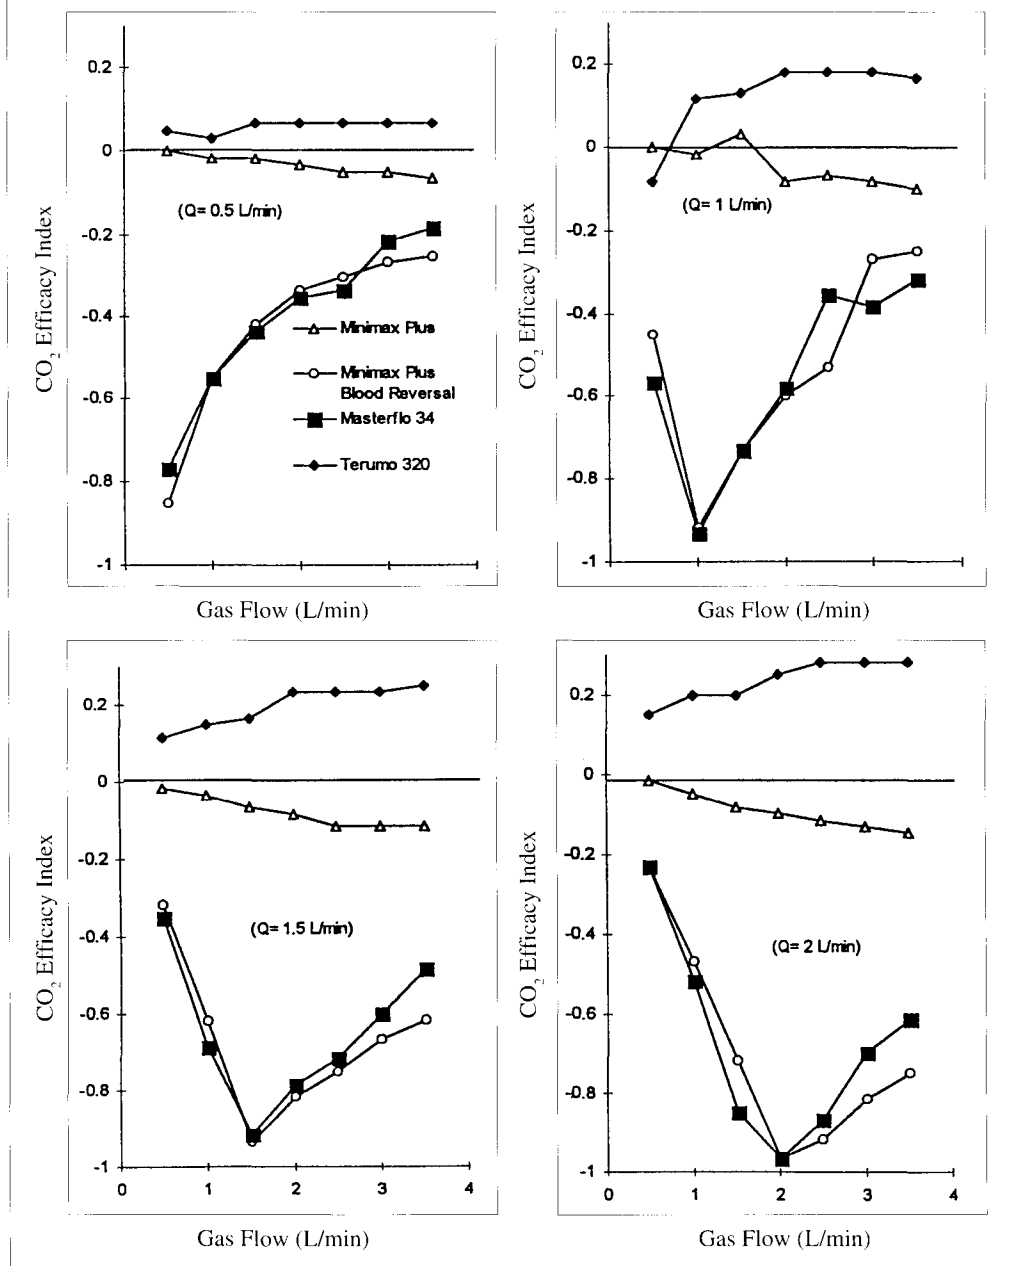 0.2
0
-0.2
-0.4
-0.6
-0.8
-1
CO2 Efficacy Index
(Q= 0.5 L/min)
Minimax Plus
Minimax Plus
Blood Reversal
Masterflo 34
Terumo 320
Gas Flow (L/min)
0.2
0
-0.2
-0.4
-0.6
-0.8
-1
CO2 Efficacy Index
(Q= 1 L/min)
Gas Flow (L/min)
0.2
0
-0.2
-0.4
-0.6
-0.8
-1
CO2 Efficacy Index
(Q= 1.5 L/min)
0 1 2 3 4
Gas Flow (L/min)
0.2
0
-0.2
-0.4
-0.6
-0.8
-1
CO2 Efficacy Index
(Q= 2 L/min)
0 1 2 3 4
Gas Flow (L/min)